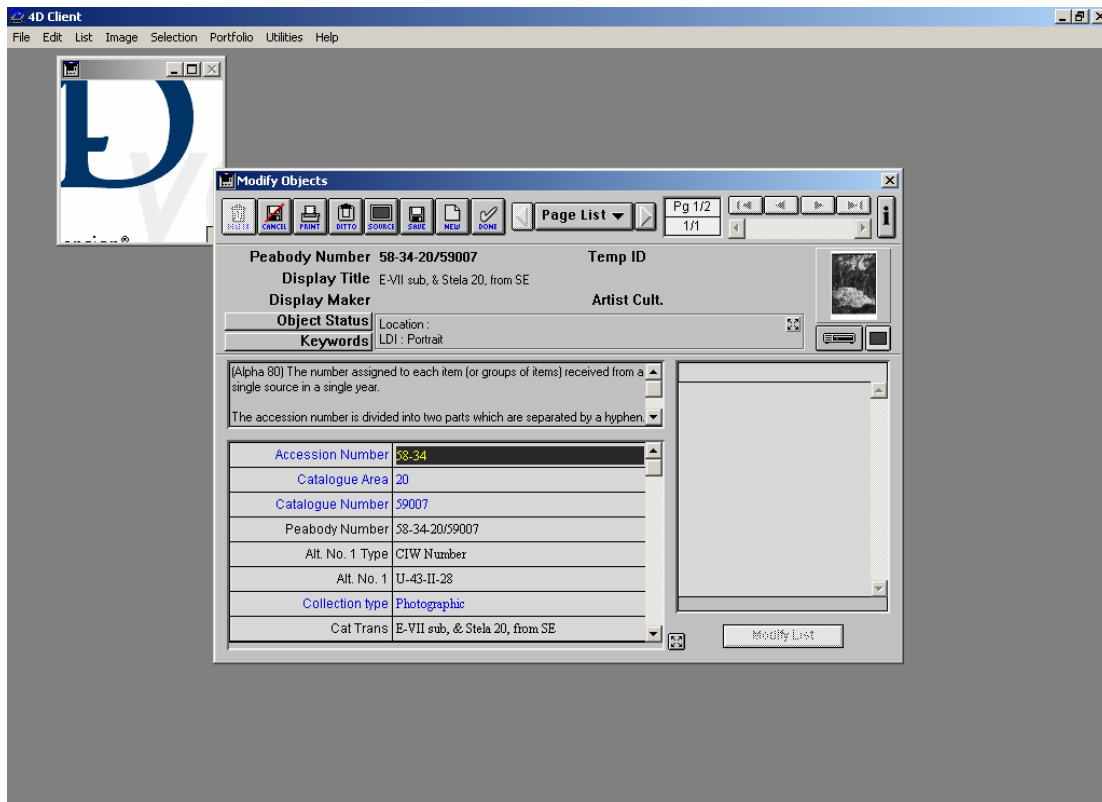 4D Client
File Edit List Image Selection Portfolio Utilities Help
D
Modify Objects
DELETE CANCEL PRINT DITTO SOURCE SAVE NEW DONE Page List Pg 1/2
1/1
i
Peabody Number 58-34-20/59007 Temp ID
Display Title E-VII sub, & Stela 20, from SE
Display Maker Artist Cult.
Object Status Location :
Keywords LDI : Portrait
(Alpha 80) The number assigned to each item (or groups of items) received from a
single source in a single year.
The accession number is divided into two parts which are separated by a hyphen.
Accession Number 58-34
Catalogue Area 20
Catalogue Number 59007
Peabody Number 58-34-20/59007
Alt. No. 1 Type CIW Number
Alt. No. 1 U-43-II-28
Collection type Photographic
Cat Trans E-VII sub, & Stela 20, from SE
Modify List